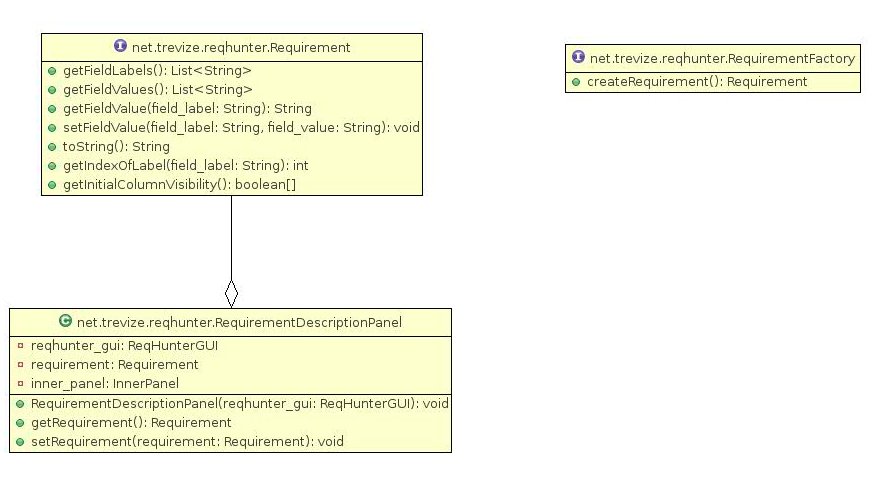 I net.trevize.reqhunter.Requirement
getFieldLabels(): List<String>
getFieldValues(): List<String>
getFieldValue(field_label: String): String
setFieldValue(field_label: String, field_value: String): void
toString(): String
getIndexOfLabel(field_label: String): int
getInitialColumnVisibility(): boolean[]
I net.trevize.reqhunter.RequirementFactory
createRequirement(): Requirement
C net.trevize.reqhunter.RequirementDescriptionPanel
reqhunter_gui: ReqHunterGUI
requirement: Requirement
inner_panel: InnerPanel
RequirementDescriptionPanel(reqhunter_gui: ReqHunterGUI): void
getRequirement(): Requirement
setRequirement(requirement: Requirement): void